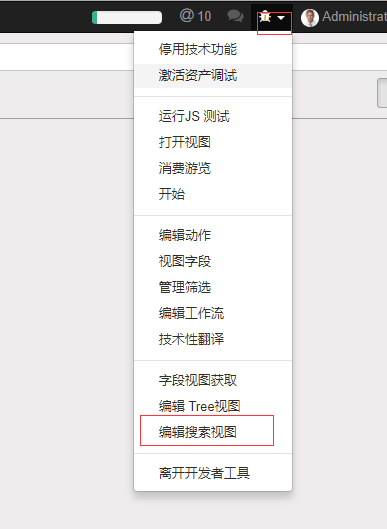 @ 10
Administrat
停用技术功能
激活资产调试
运行JS 测试
打开视图
消费游览
开始
编辑动作
视图字段
管理筛选
编辑工作流
技术性翻译
字段视图获取
编辑 Tree视图
编辑搜索视图
离开开发者工具